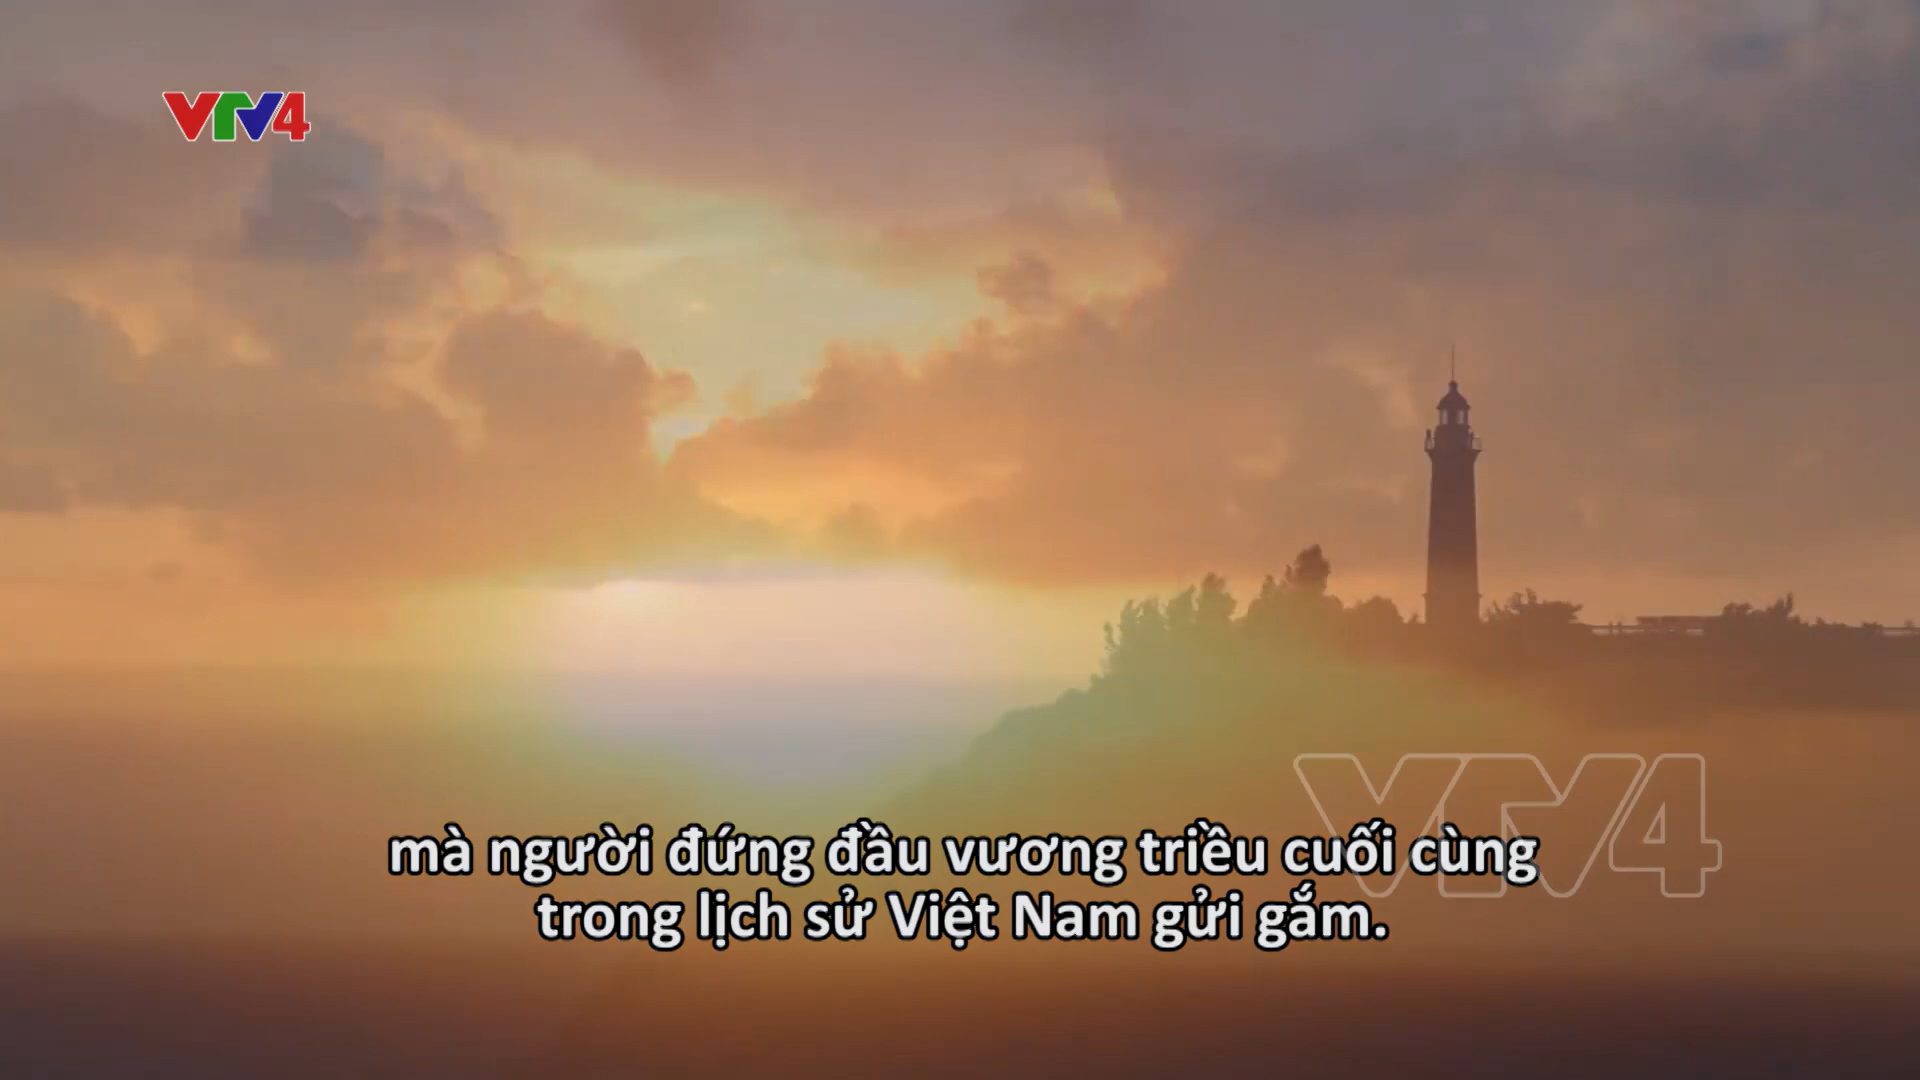 VTV4
mà người đứng đầu vương triều cuối cùng
trong lịch sử Việt Nam gửi gắm.
VTV4